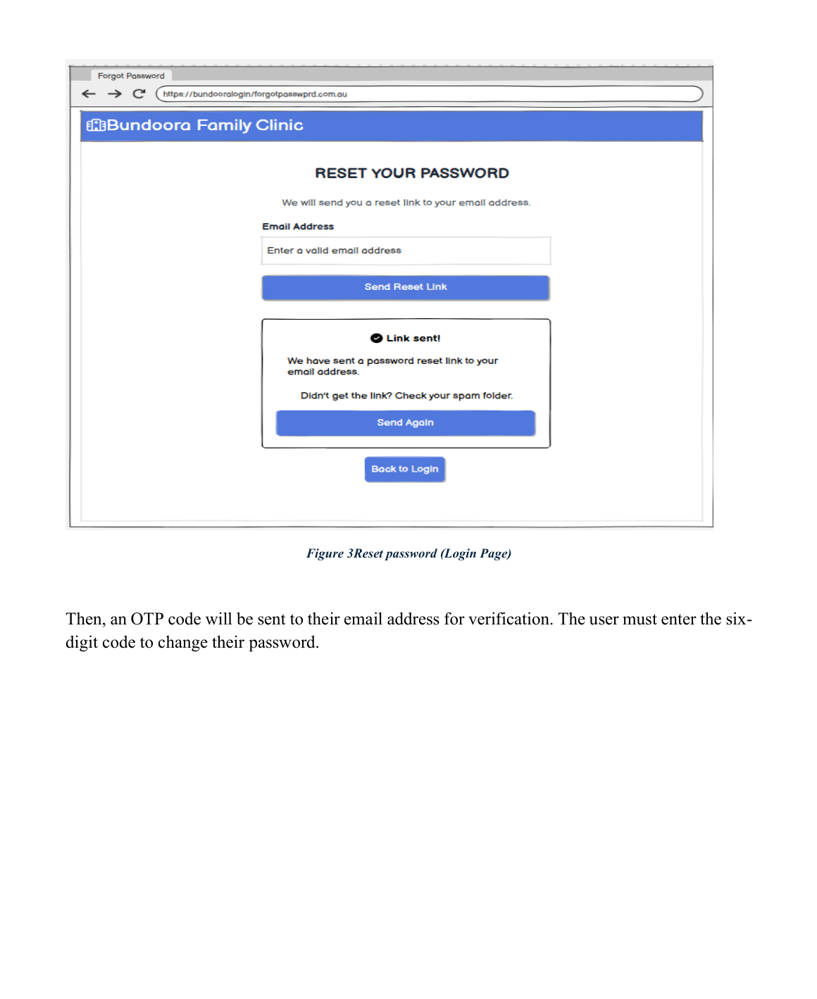 Forgot Password
https://bundooralogin/forgotpasswprd.com.au
Bundoora Family Clinic
RESET YOUR PASSWORD
We will send you a reset link to your email address.
Email Address
Enter a valid email address
Send Reset Link
Link sent!
We have sent a password reset link to your
email address.
Didn't get the link? Check your spam folder.
Send Again
Back to Login
Figure 3Reset password (Login Page)
Then, an OTP code will be sent to their email address for verification. The user must enter the six-
digit code to change their password.